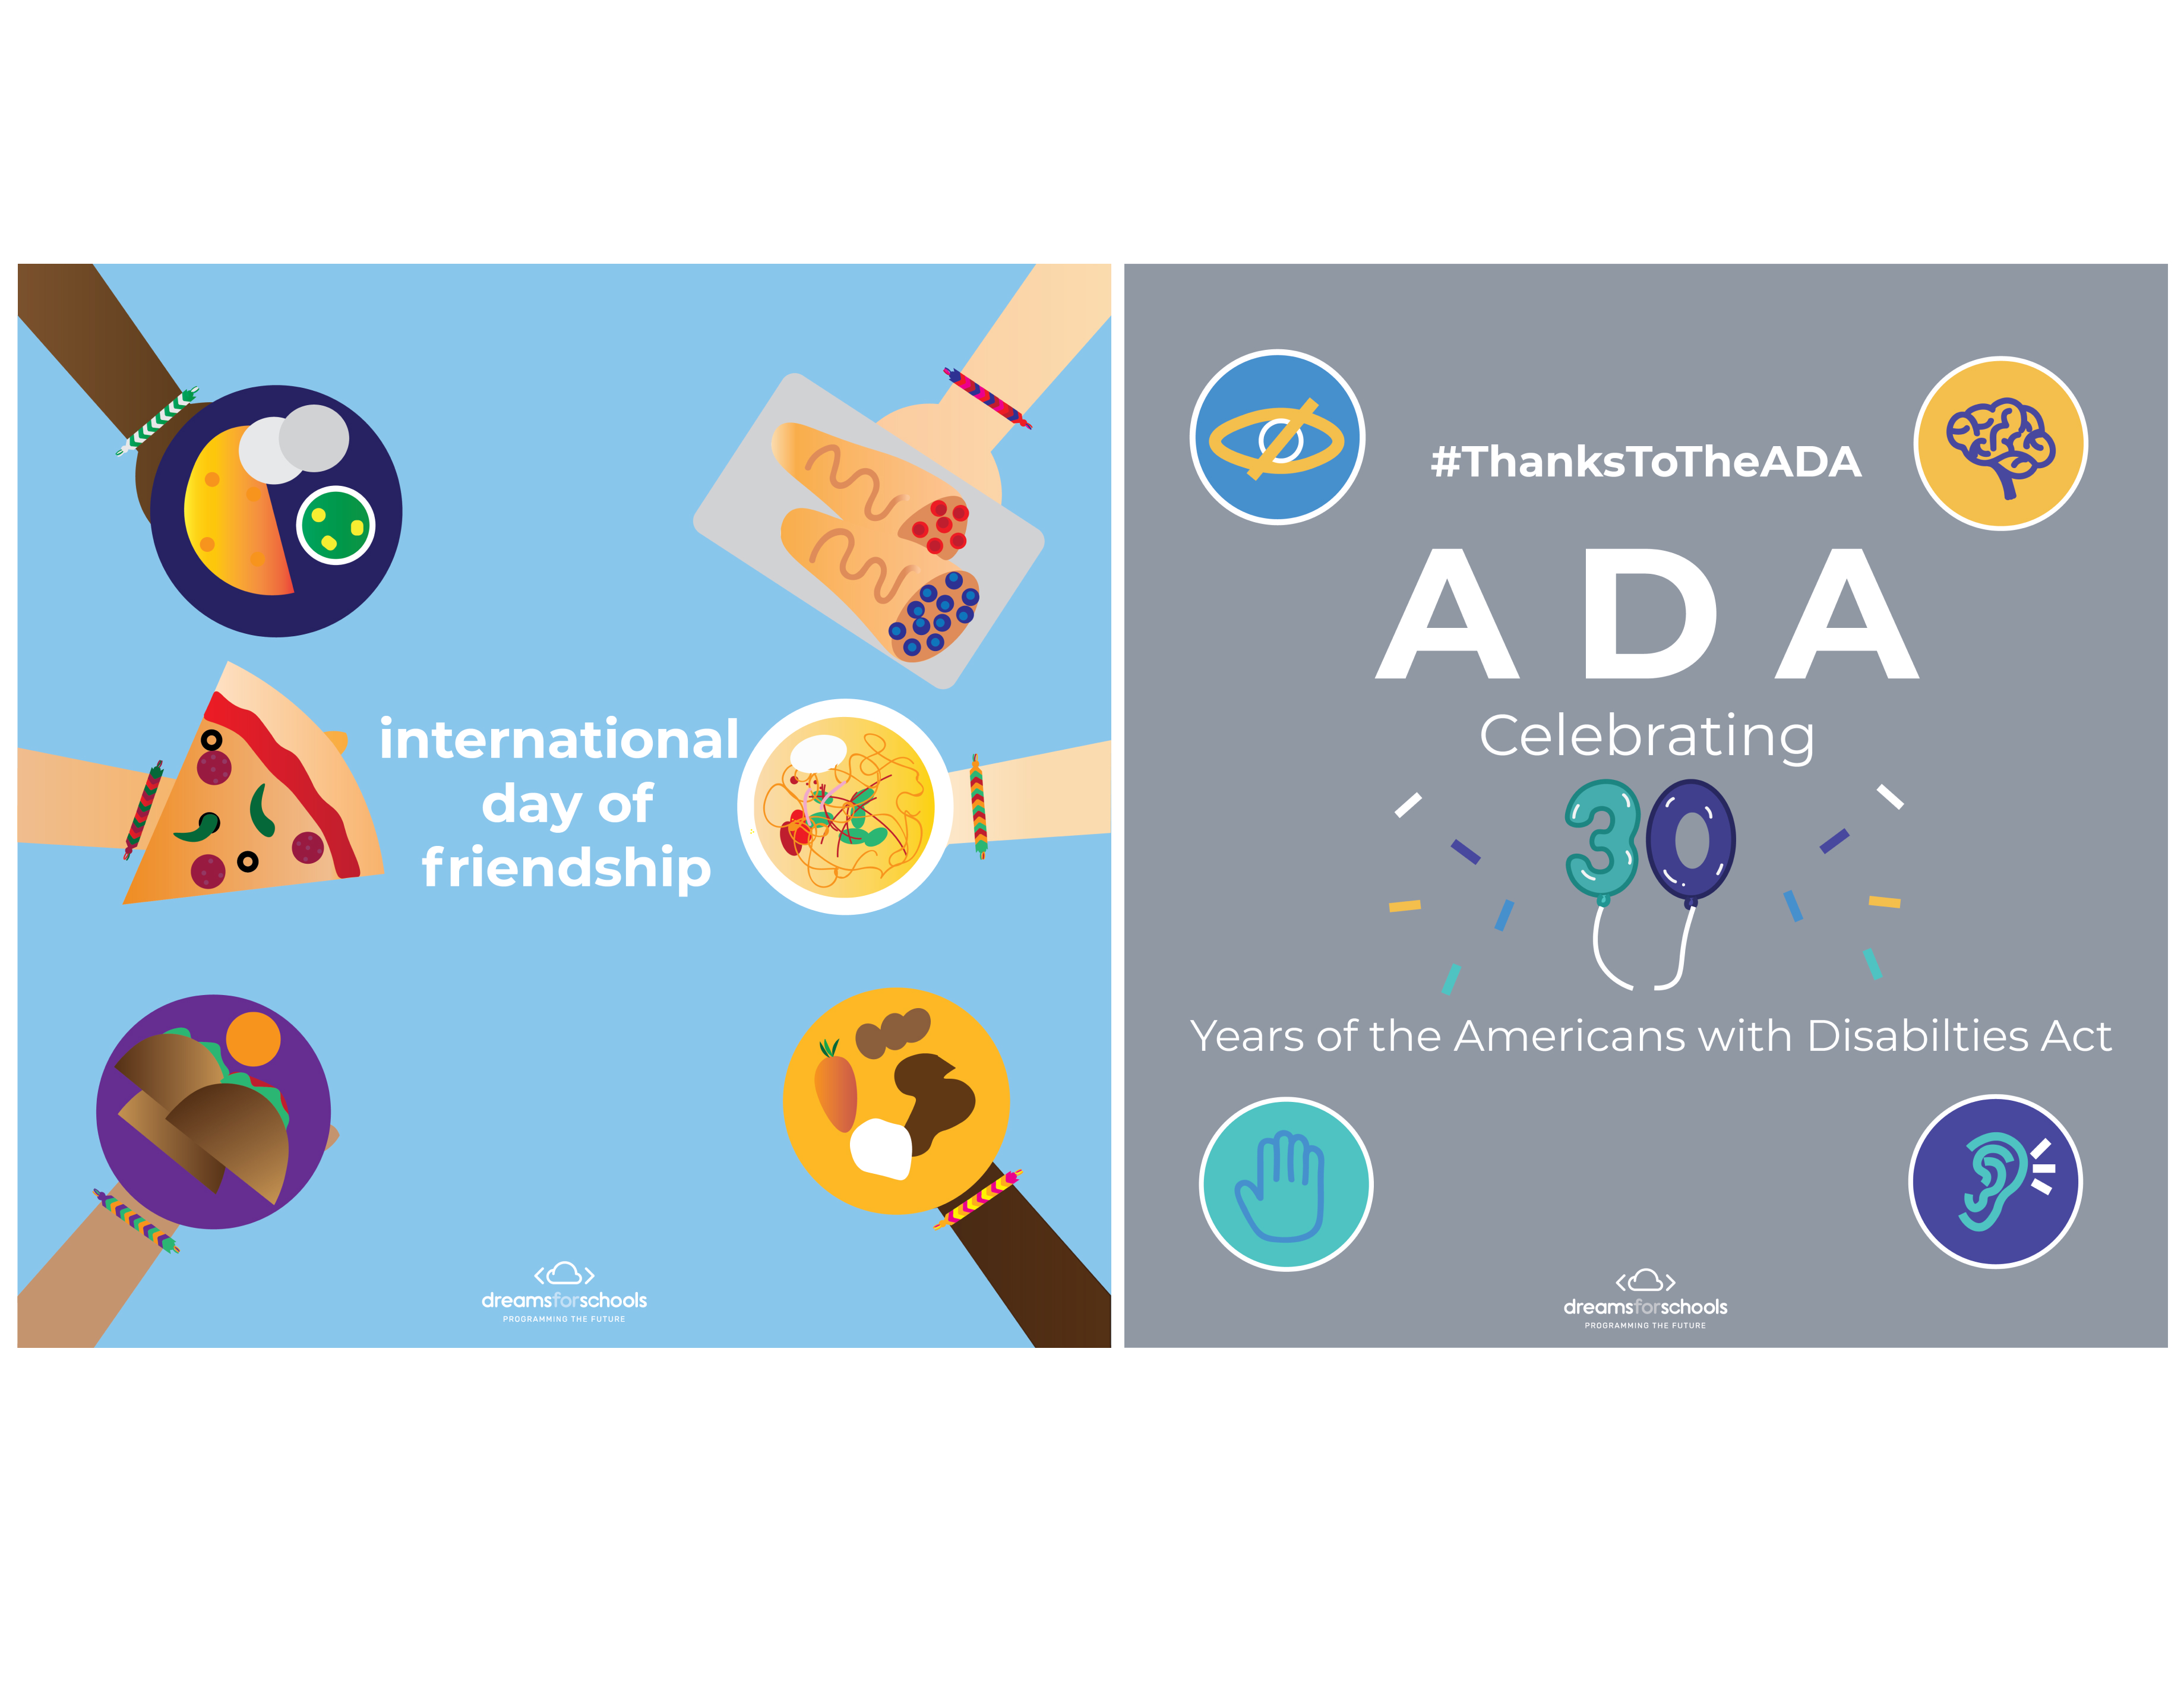 international
day of
friendship
dreamsforschools
PROGRAMMING THE FUTURE
#ThanksToTheADA
ADA
Celebrating
30
Years of the Americans with Disabilties Act
dreamsforschools
PROGRAMMING THE FUTURE